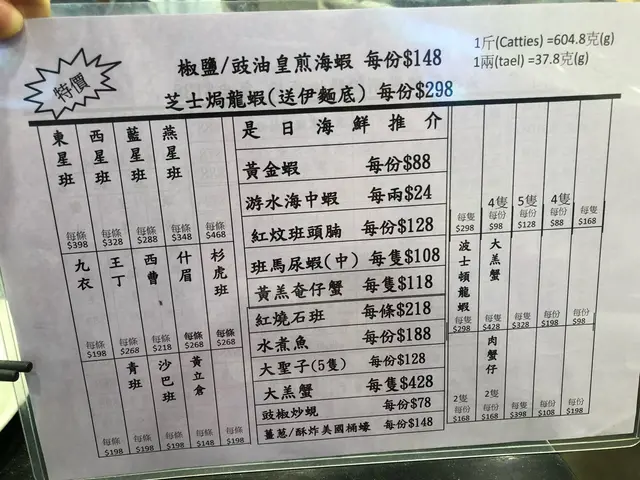 特價
椒鹽/豉油皇煎海蝦 每份$148
芝士焗龍蝦(送伊麵底) 每份$298
1斤(Catties) =604.8克(g)
1兩(tael) =37.8克(g)
東星班 每條 $398
西星班 每條 $328
藍星班 每條 $288
燕星班 每條 $348
每條 $468
九衣 每條 $198
王丁 每條 $268
西曹 每條 $218
什眉 每條 $268
杉虎班 每條 $268
每條 $198
青班 每條 $198
沙巴班 每條 $198
黃立倉 每條 $148
每條 $198
是日海鮮推介
黃金蝦 每份$88
游水海中蝦 每兩$24
紅炆班頭腩 每份$128
班馬尿蝦(中) 每隻$108
黃羔奄仔蟹 每隻$118
紅燒石班 每條$218
水煮魚 每份$188
大聖子(5隻) 每份$128
大羔蟹 每隻$428
豉椒炒蜆 每份$78
薑蔥/酥炸美國桶蠔 每份$148
每隻 $298
4隻 每份 $98
5隻 每份 $128
4隻 每份 $88
每隻 $168
波士頓龍蝦 每隻 $298
大羔蟹 每隻 $428
每隻 $328
每份 $198
每份 $98
2隻 每份 $168
肉蟹仔 2隻 每份 $168
每隻 $398
每份 $108
每份 $198